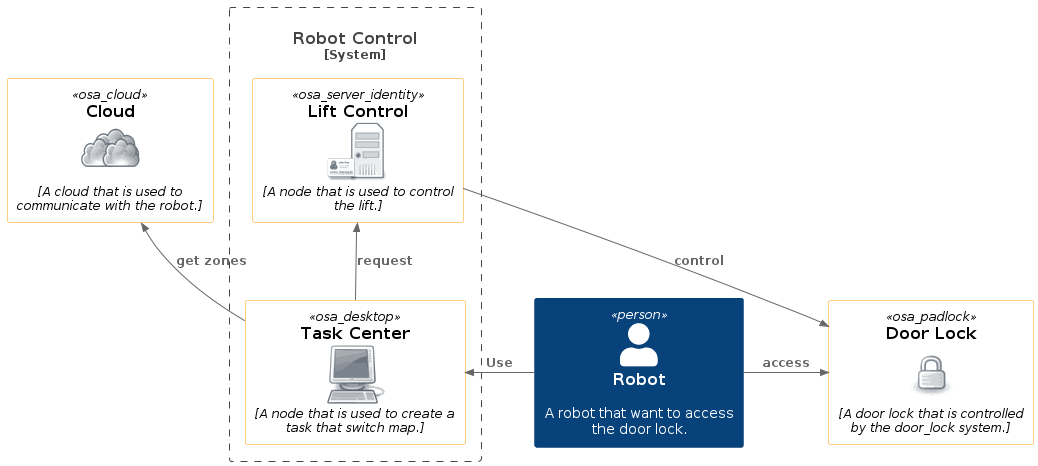 Robot Control
[System]
«osa_cloud»
Cloud
[A cloud that is used to
communicate with the robot.]
«osa_server_identity»
Lift Control
[A node that is used to control
the lift.]
get zones
request
control
«osa_desktop»
Task Center
[A node that is used to create a
task that switch map.]
Use
«person»
Robot
A robot that want to access
the door lock.
access
«osa_padlock»
Door Lock
[A door lock that is controlled
by the door_lock system.]